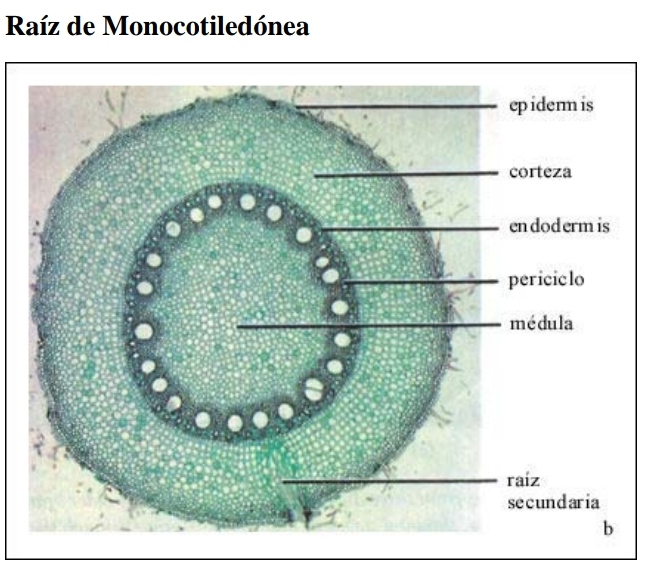 Raíz de Monocotiledónea
epidermis
corteza
endodermis
periciclo
médula
raíz
secundaria
b